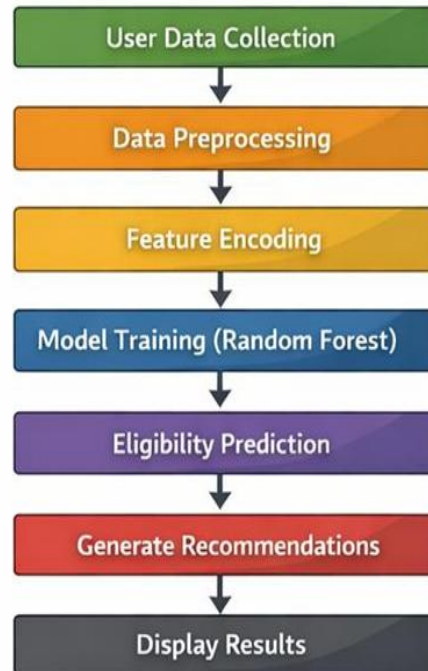 User Data Collection
Data Preprocessing
Feature Encoding
Model Training (Random Forest)
Eligibility Prediction
Generate Recommendations
Display Results